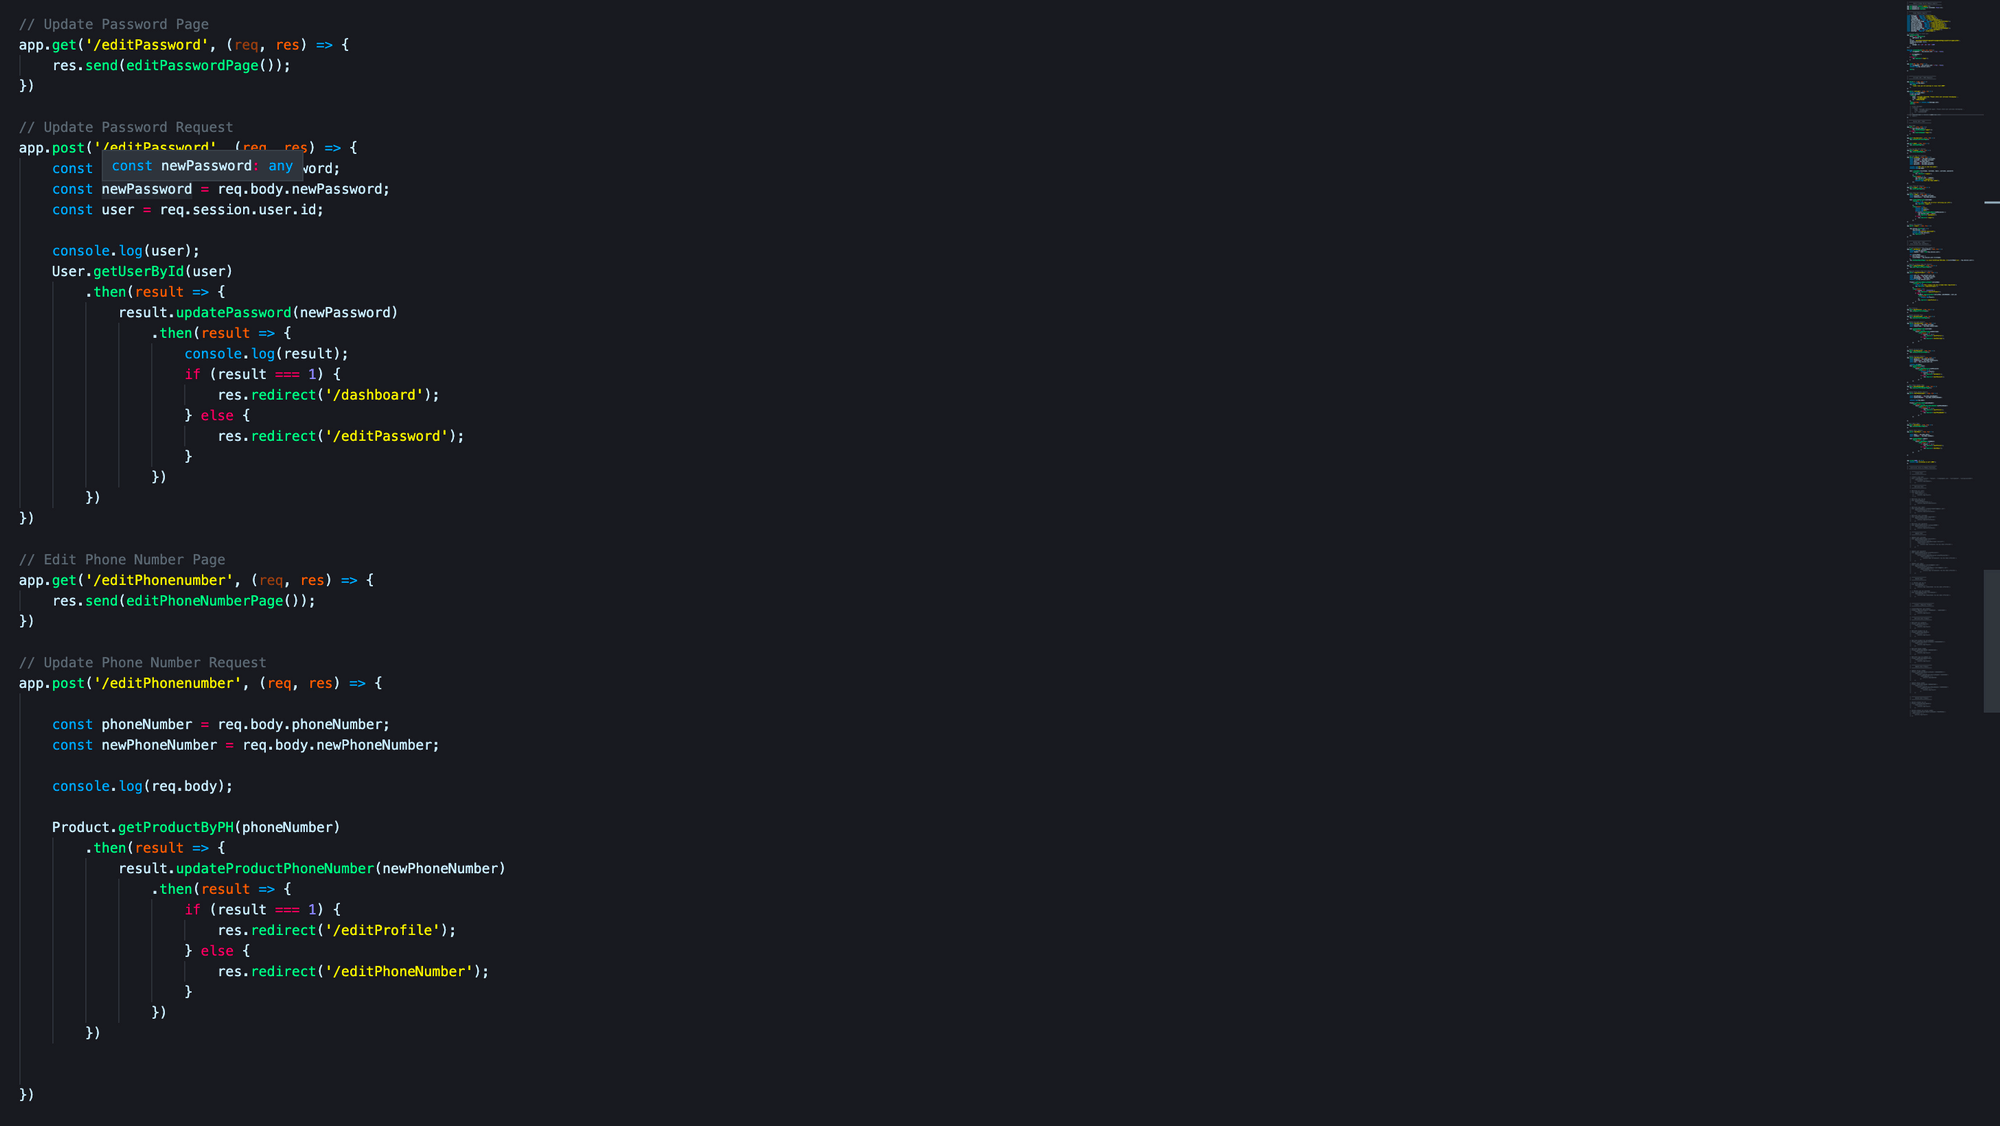 // Update Password Page
app.get('/editPassword', (req, res) => {
res.send(editPasswordPage());
})
// Update Password Request
app.post('/editPassword', (req, res) => {
const newPassword: any
const word;
const newPassword = req.body.newPassword;
const user = req.session.user.id;
console.log(user);
User.getUserById(user)
.then(result => {
result.updatePassword(newPassword)
.then(result => {
console.log(result);
if (result === 1) {
res.redirect('/dashboard');
} else {
res.redirect('/editPassword');
}
})
})
})
// Edit Phone Number Page
app.get('/editPhonenumber', (req, res) => {
res.send(editPhoneNumberPage());
})
// Update Phone Number Request
app.post('/editPhonenumber', (req, res) => {
const phoneNumber = req.body.phoneNumber;
const newPhoneNumber = req.body.newPhoneNumber;
console.log(req.body);
Product.getProductByPH(phoneNumber)
.then(result => {
result.updateProductPhoneNumber(newPhoneNumber)
.then(result => {
if (result === 1) {
res.redirect('/editProfile');
} else {
res.redirect('/editPhoneNumber');
}
})
})
})